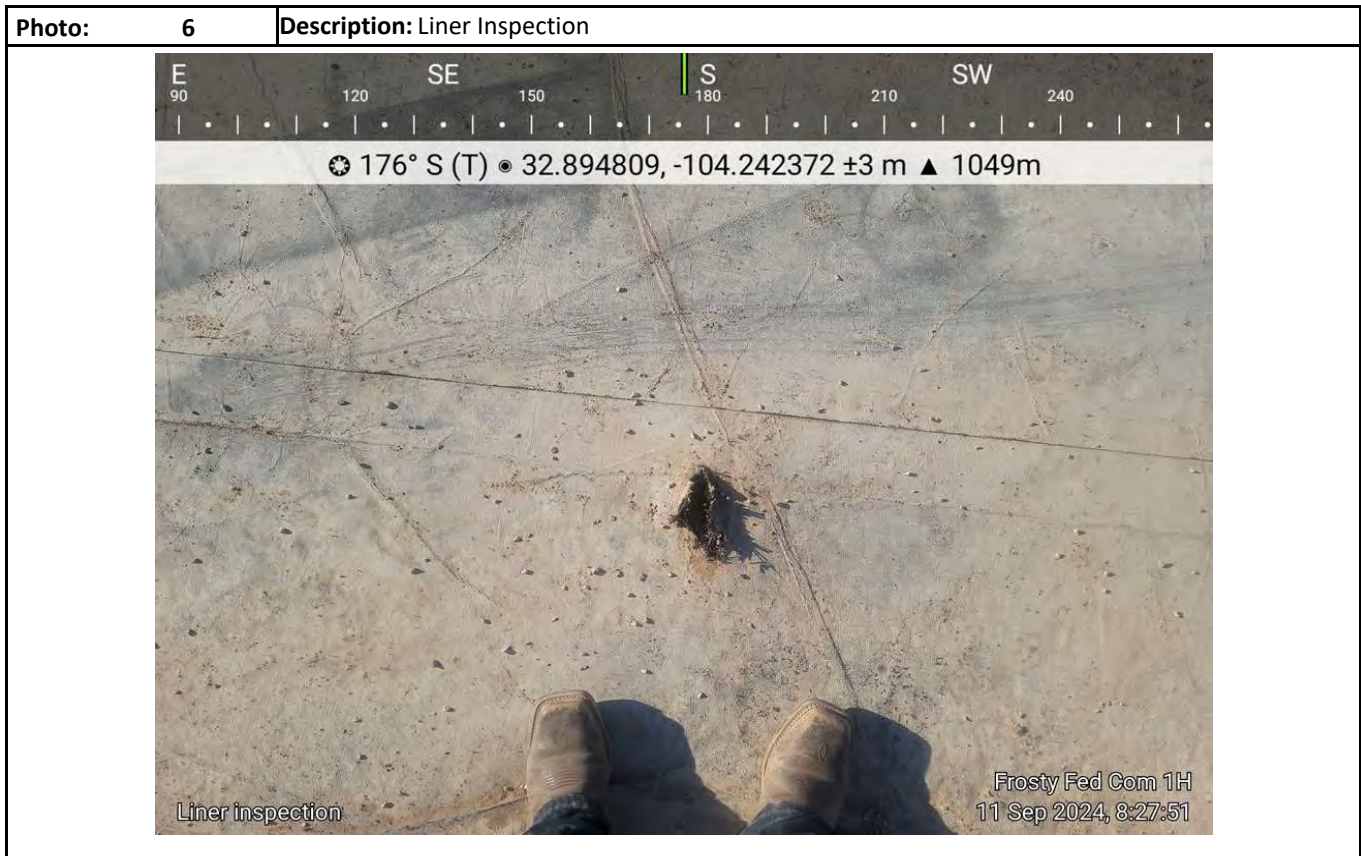 Photo: 6 Description: Liner Inspection
E SE S SW
90 120 150 180 210 240
176° S (T) 32.894809, -104.242372 ±3 m ▲ 1049m
Frosty Fed Com 1H
Liner inspection 11 Sep 2024, 8:27:51